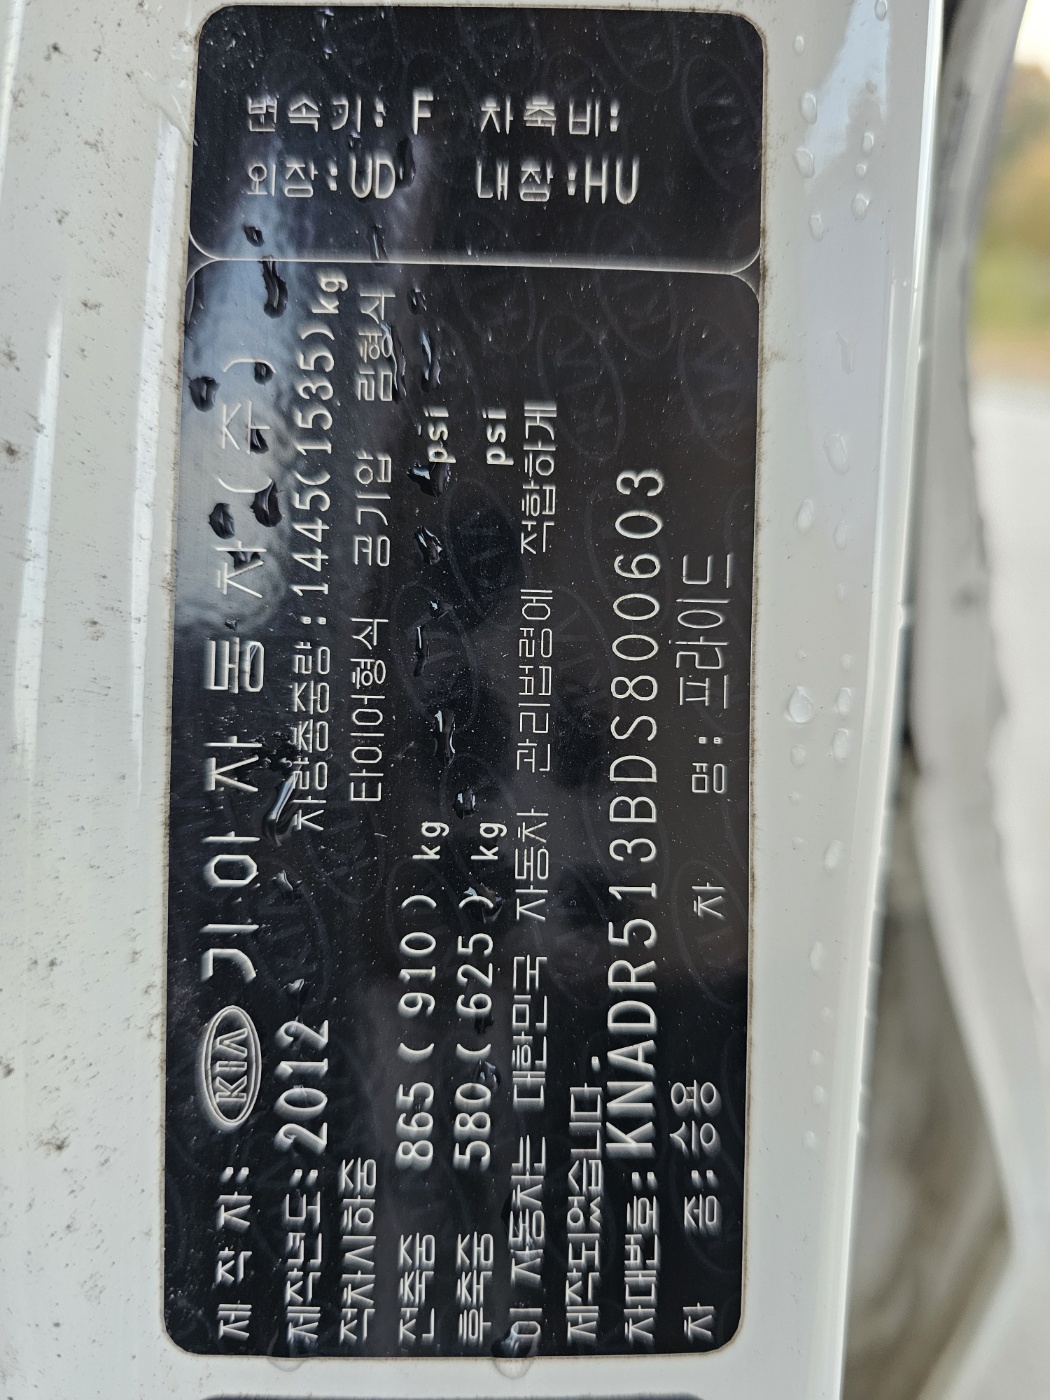 제 작 자: KIA 기아자동차(주)
제작년도:2012 차량총중량:1445(1535)kg
적차시하중 타이어형식 공기압 림형식
전축중 865 ( 910 ) kg psi
후축중 580 ( 625 ) kg psi
이 자동차는 대한민국 자동차 관리법령에 적합하게
제작되었습니다.
차대번호:KNADR513BDS800603
차 종:승용 차 명:프라이드
변속기: F 차축비:
외장:UD 내장:HU